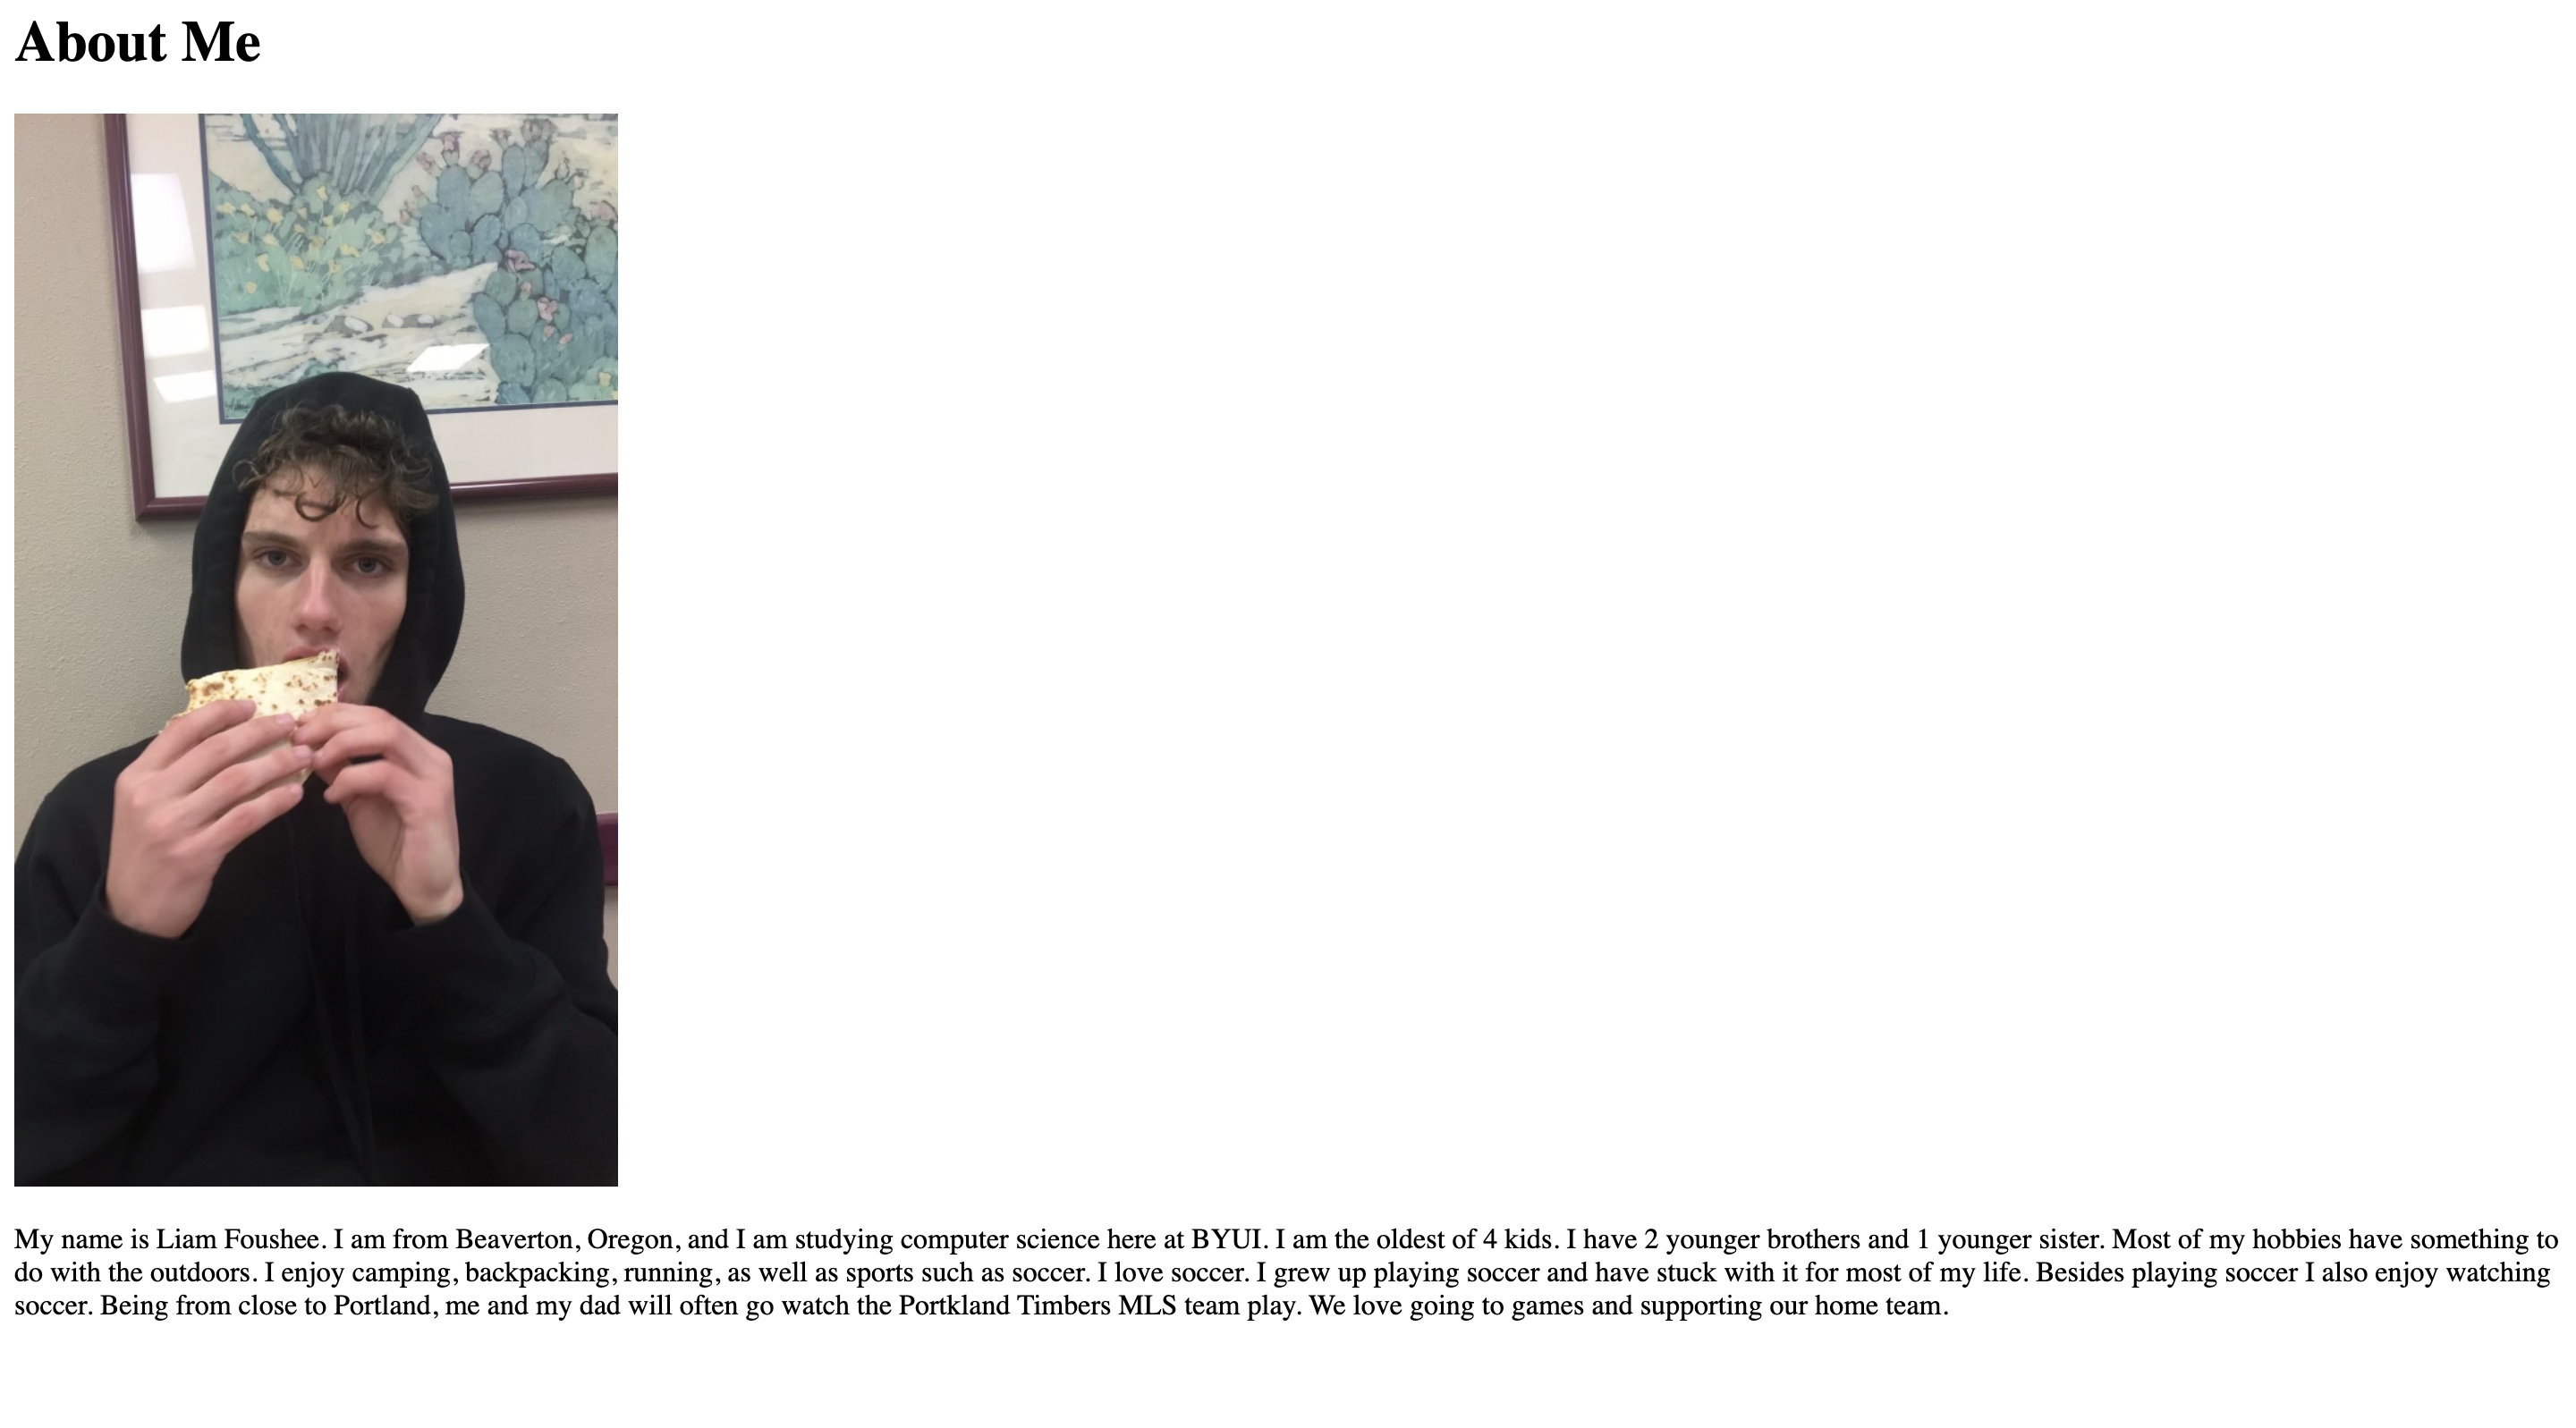 About Me
My name is Liam Foushee. I am from Beaverton, Oregon, and I am studying computer science here at BYUI. I am the oldest of 4 kids. I have 2 younger brothers and 1 younger sister. Most of my hobbies have something to
do with the outdoors. I enjoy camping, backpacking, running, as well as sports such as soccer. I love soccer. I grew up playing soccer and have stuck with it for most of my life. Besides playing soccer I also enjoy watching
soccer. Being from close to Portland, me and my dad will often go watch the Portkland Timbers MLS team play. We love going to games and supporting our home team.